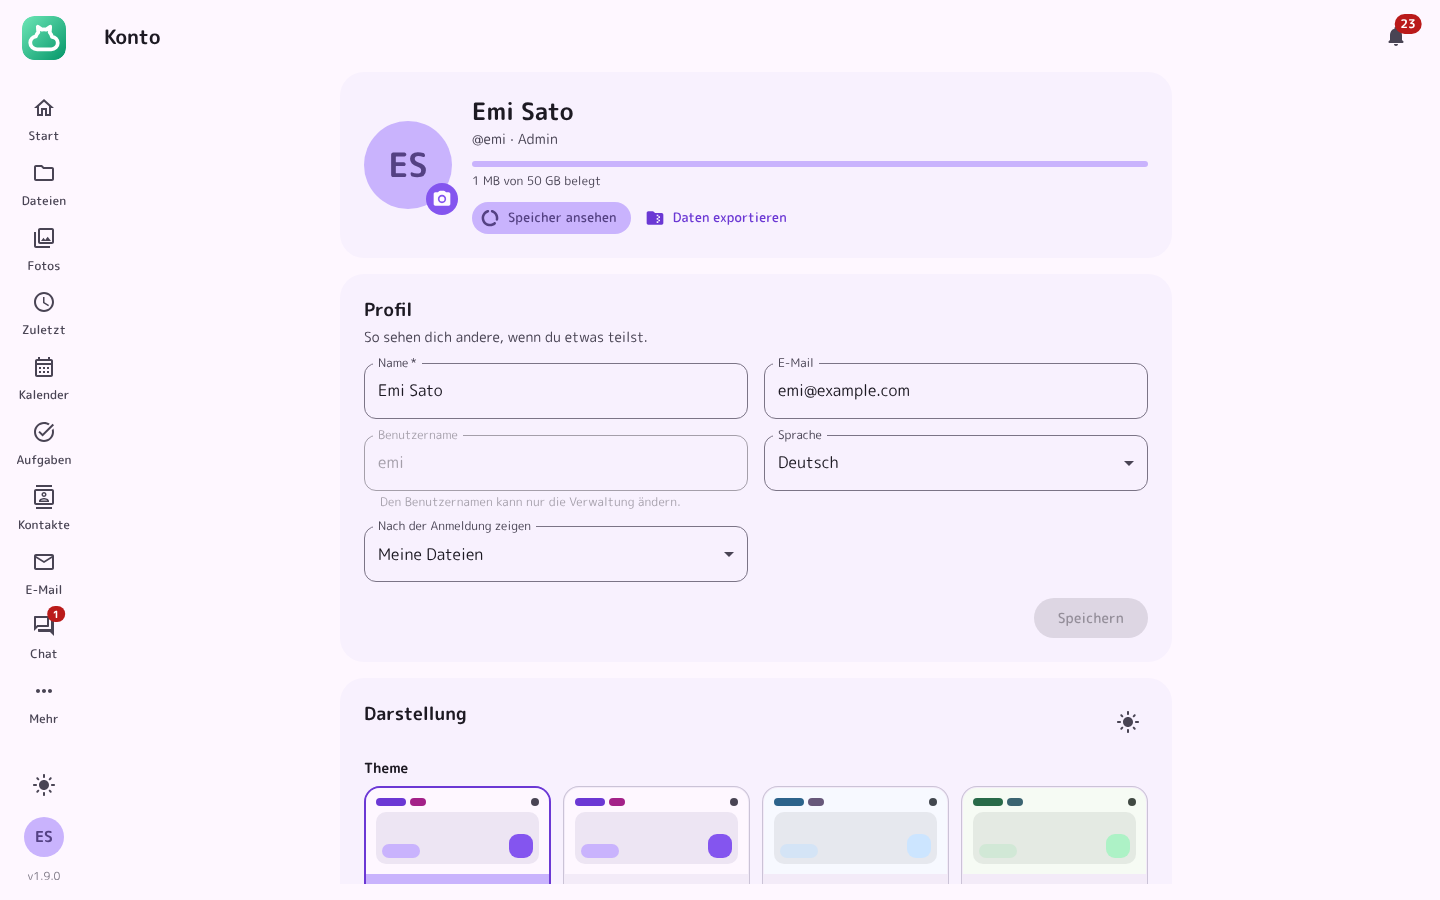 Konto
23
Start
Dateien
Fotos
Zuletzt
Kalender
Aufgaben
Kontakte
E-Mail
1
Chat
Mehr
ES
v1.9.0
ES
Emi Sato
@emi · Admin
1 MB von 50 GB belegt
Speicher ansehen
Daten exportieren
Profil
So sehen dich andere, wenn du etwas teilst.
Name *
Emi Sato
E-Mail
emi@example.com
Benutzername
emi
Den Benutzernamen kann nur die Verwaltung ändern.
Sprache
Deutsch
Nach der Anmeldung zeigen
Meine Dateien
Speichern
Darstellung
Theme